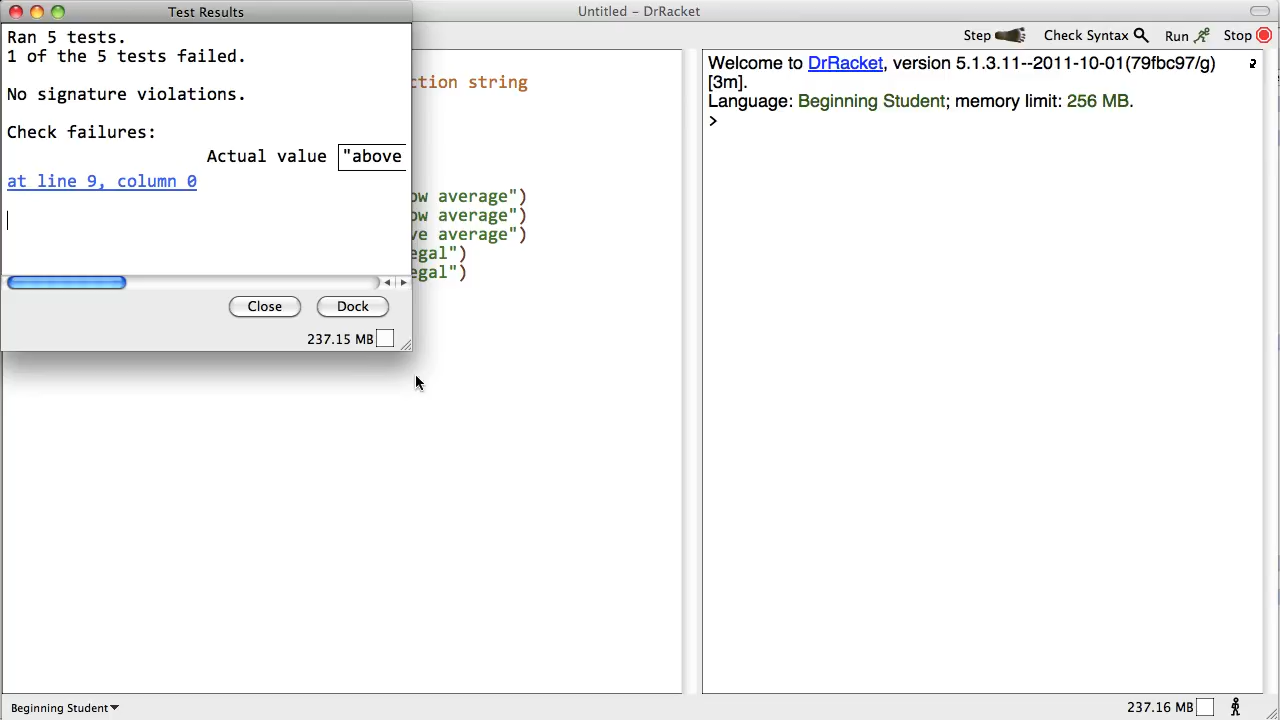 Test Results
Untitled – DrRacket
Ran 5 tests.
1 of the 5 tests failed.
No signature violations.
Check failures:
Actual value "above
at line 9, column 0
Close
Dock
237.15 MB
Step
Check Syntax
Run
Stop
ction string
ow average")
ow average")
ve average")
egal")
egal")
Welcome to DrRacket, version 5.1.3.11--2011-10-01(79fbc97/g)
[3m].
Language: Beginning Student; memory limit: 256 MB.
>
Beginning Student
237.16 MB